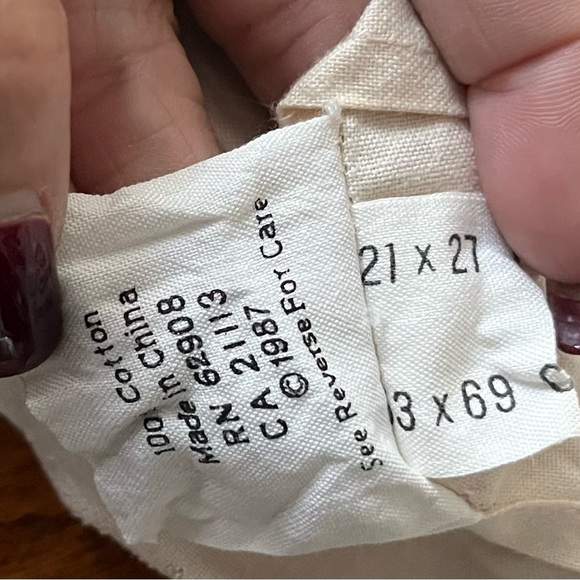 100% Cotton
Made in China
RN 62908
CA 21113
©1987
See Reverse For Care
21 x 27
3 x 69 c